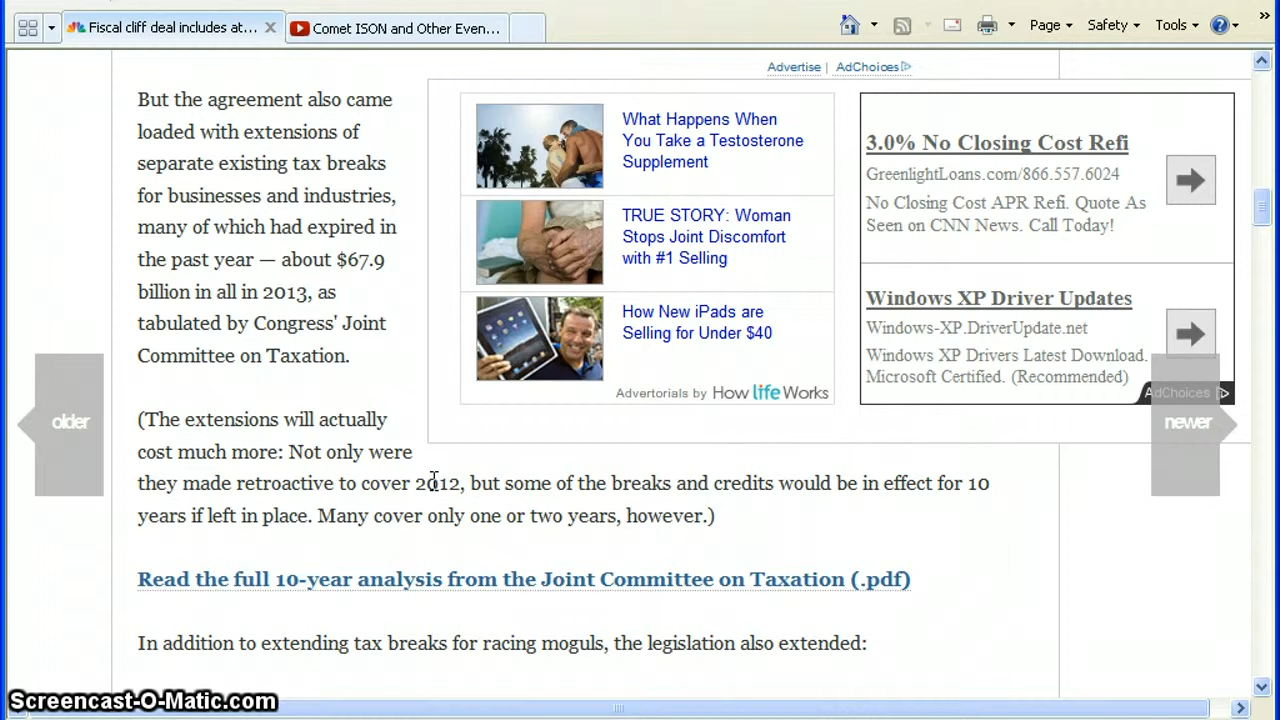 Fiscal cliff deal includes at...
Comet ISON and Other Even...
Page
Safety
Tools
Advertise | AdChoices
But the agreement also came
loaded with extensions of
separate existing tax breaks
for businesses and industries,
many of which had expired in
the past year — about $67.9
billion in all in 2013, as
tabulated by Congress' Joint
Committee on Taxation.
What Happens When
You Take a Testosterone
Supplement
TRUE STORY: Woman
Stops Joint Discomfort
with #1 Selling
How New iPads are
Selling for Under $40
Advertorials by How life Works
3.0% No Closing Cost Refi
GreenlightLoans.com/866.557.6024
No Closing Cost APR Refi. Quote As
Seen on CNN News. Call Today!
Windows XP Driver Updates
Windows-XP.DriverUpdate.net
Windows XP Drivers Latest Download.
Microsoft Certified. (Recommended)
AdChoices
older
newer
(The extensions will actually
cost much more: Not only were
they made retroactive to cover 2012, but some of the breaks and credits would be in effect for 10
years if left in place. Many cover only one or two years, however.)
Read the full 10-year analysis from the Joint Committee on Taxation (.pdf)
In addition to extending tax breaks for racing moguls, the legislation also extended:
Screencast-O-Matic.com